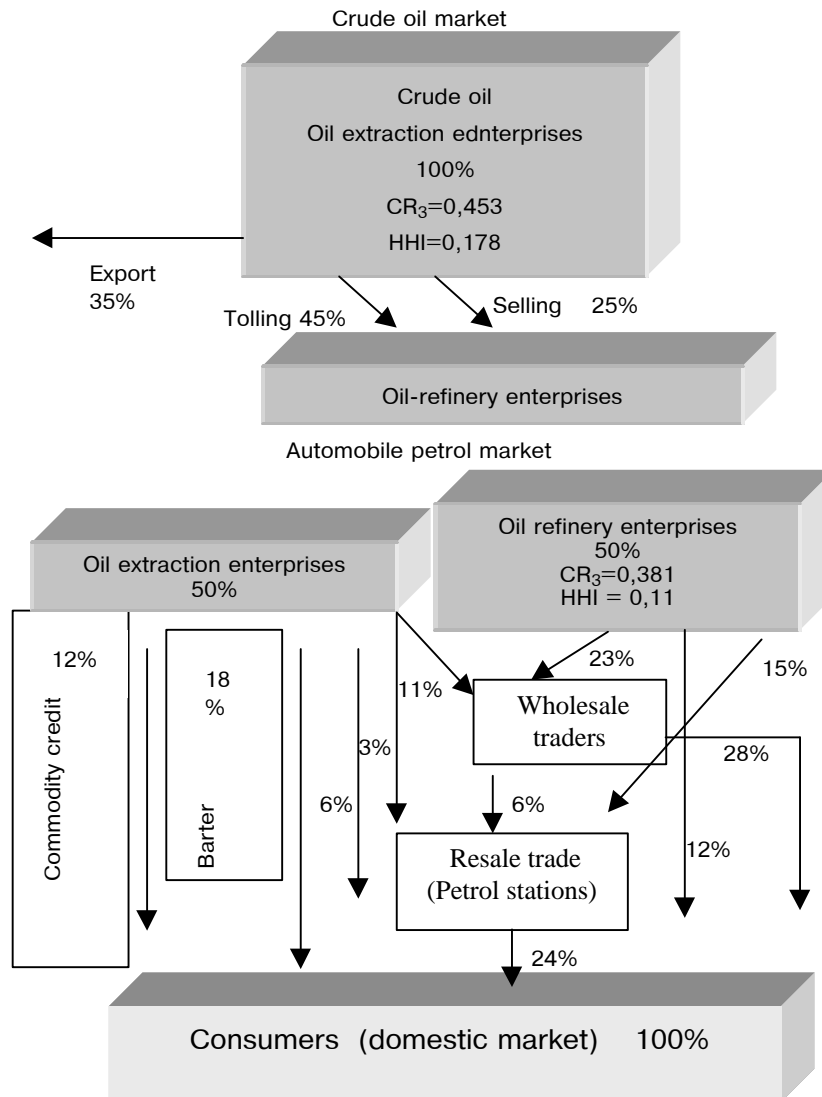 Crude oil market
Crude oil
Oil extraction ednterprises
100%
CR₃=0,453
HHI=0,178
Export
35%
Tolling 45%
Selling 25%
Oil-refinery enterprises
Automobile petrol market
Oil extraction enterprises
50%
Oil refinery enterprises
50%
CR₃=0,381
HHI = 0,11
12%
Commodity credit
18
%
Barter
6%
3%
11%
23%
15%
Wholesale
traders
28%
6%
12%
Resale trade
(Petrol stations)
24%
Consumers (domestic market) 100%